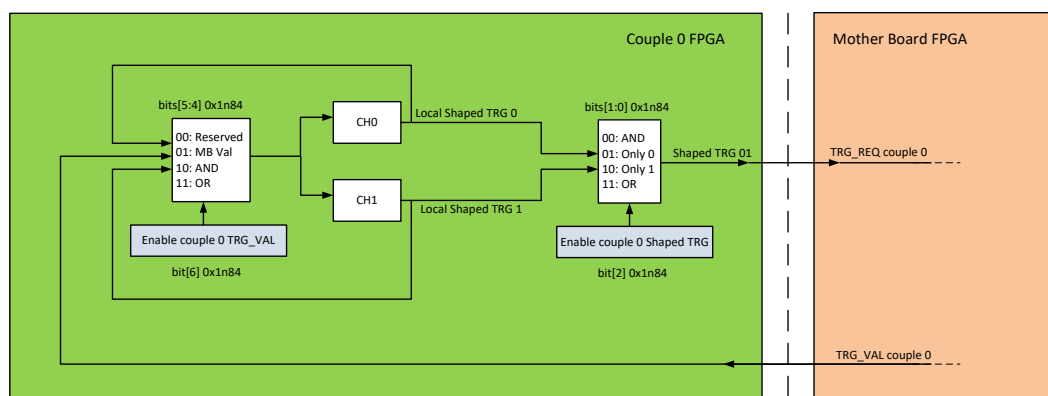 Couple 0 FPGA
Mother Board FPGA
bits[5:4] 0x1n84
00: Reserved
01: MB Val
10: AND
11: OR
Enable couple 0 TRG_VAL
bit[6] 0x1n84
CH0
CH1
Local Shaped TRG 0
Local Shaped TRG 1
bits[1:0] 0x1n84
00: AND
01: Only 0
10: Only 1
11: OR
Enable couple 0 Shaped TRG
bit[2] 0x1n84
Shaped TRG 01
TRG_REQ couple 0
TRG_VAL couple 0